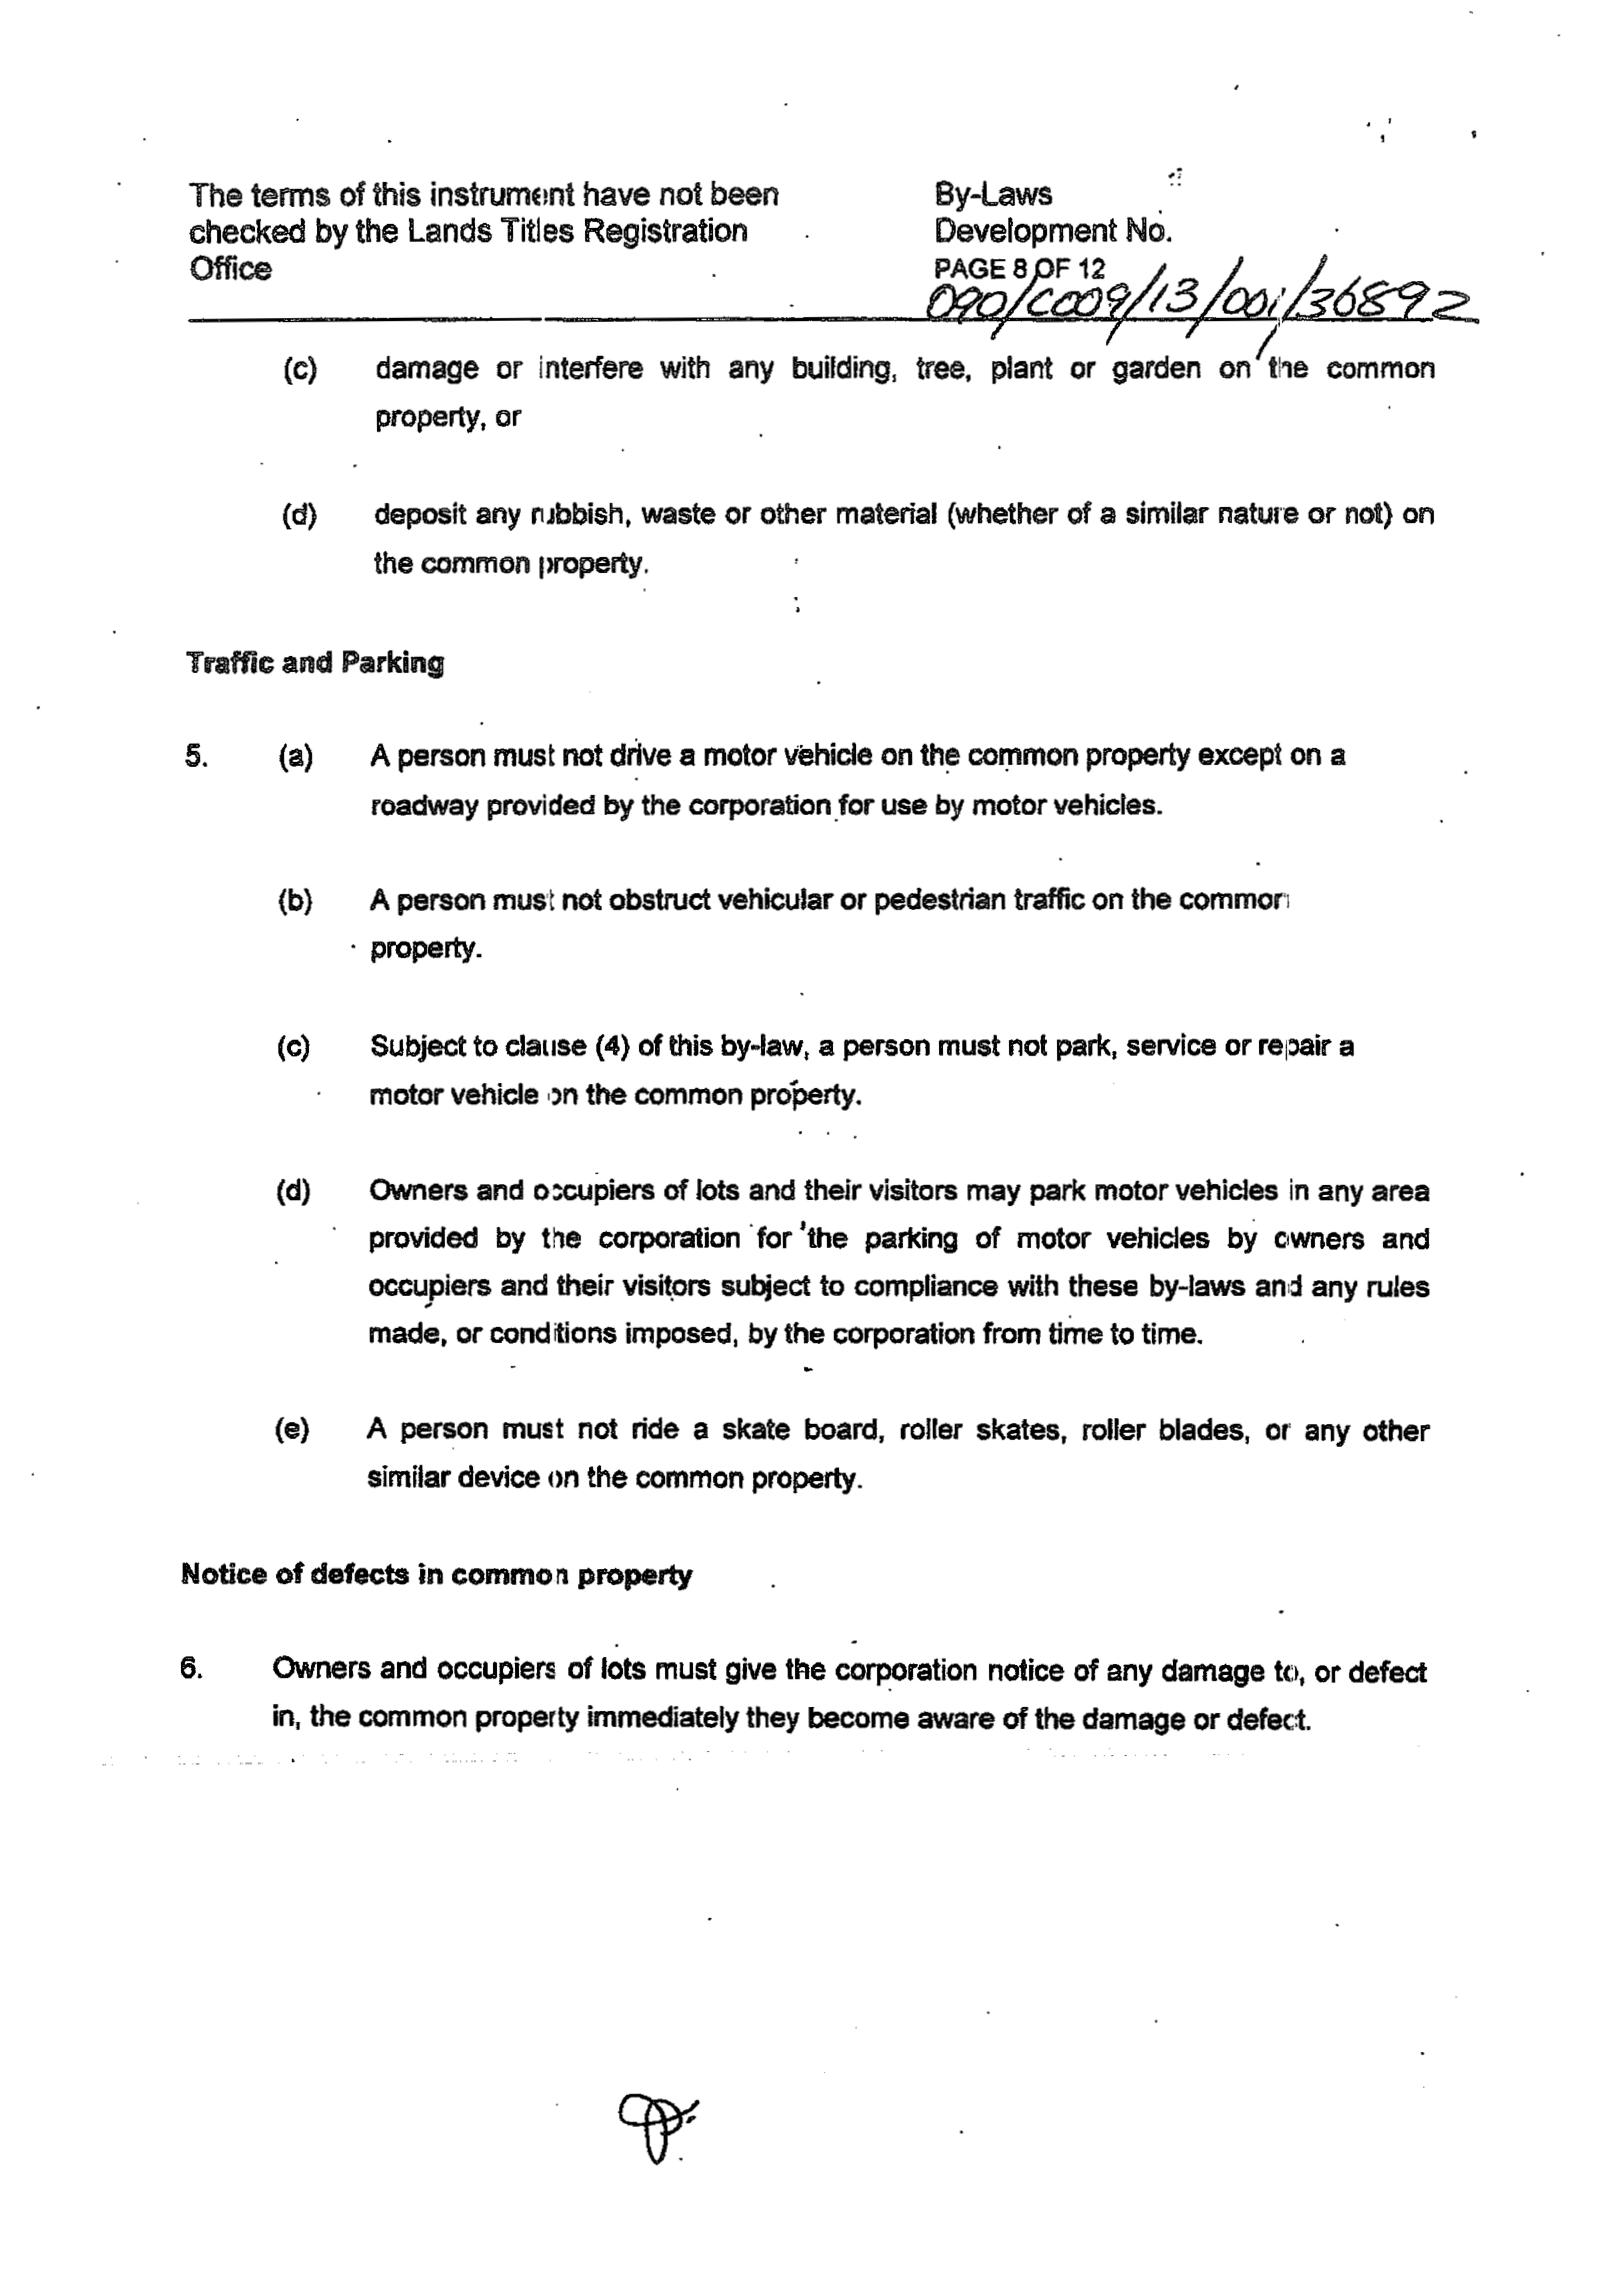 The terms of this instrument have not been
checked by the Lands Titles Registration
Office
By-Laws
Development No.
PAGE 8 OF 12
090/C009/13/001/36892
(c) damage or interfere with any building, tree, plant or garden on the common
property, or
(d) deposit any rubbish, waste or other material (whether of a similar nature or not) on
the common property.
Traffic and Parking
5. (a) A person must not drive a motor vehicle on the common property except on a
roadway provided by the corporation for use by motor vehicles.
(b) A person must not obstruct vehicular or pedestrian traffic on the common
property.
(c) Subject to clause (4) of this by-law, a person must not park, service or repair a
motor vehicle on the common property.
(d) Owners and occupiers of lots and their visitors may park motor vehicles in any area
provided by the corporation for the parking of motor vehicles by owners and
occupiers and their visitors subject to compliance with these by-laws and any rules
made, or conditions imposed, by the corporation from time to time.
(e) A person must not ride a skate board, roller skates, roller blades, or any other
similar device on the common property.
Notice of defects in common property
6. Owners and occupiers of lots must give the corporation notice of any damage to, or defect
in, the common property immediately they become aware of the damage or defect.